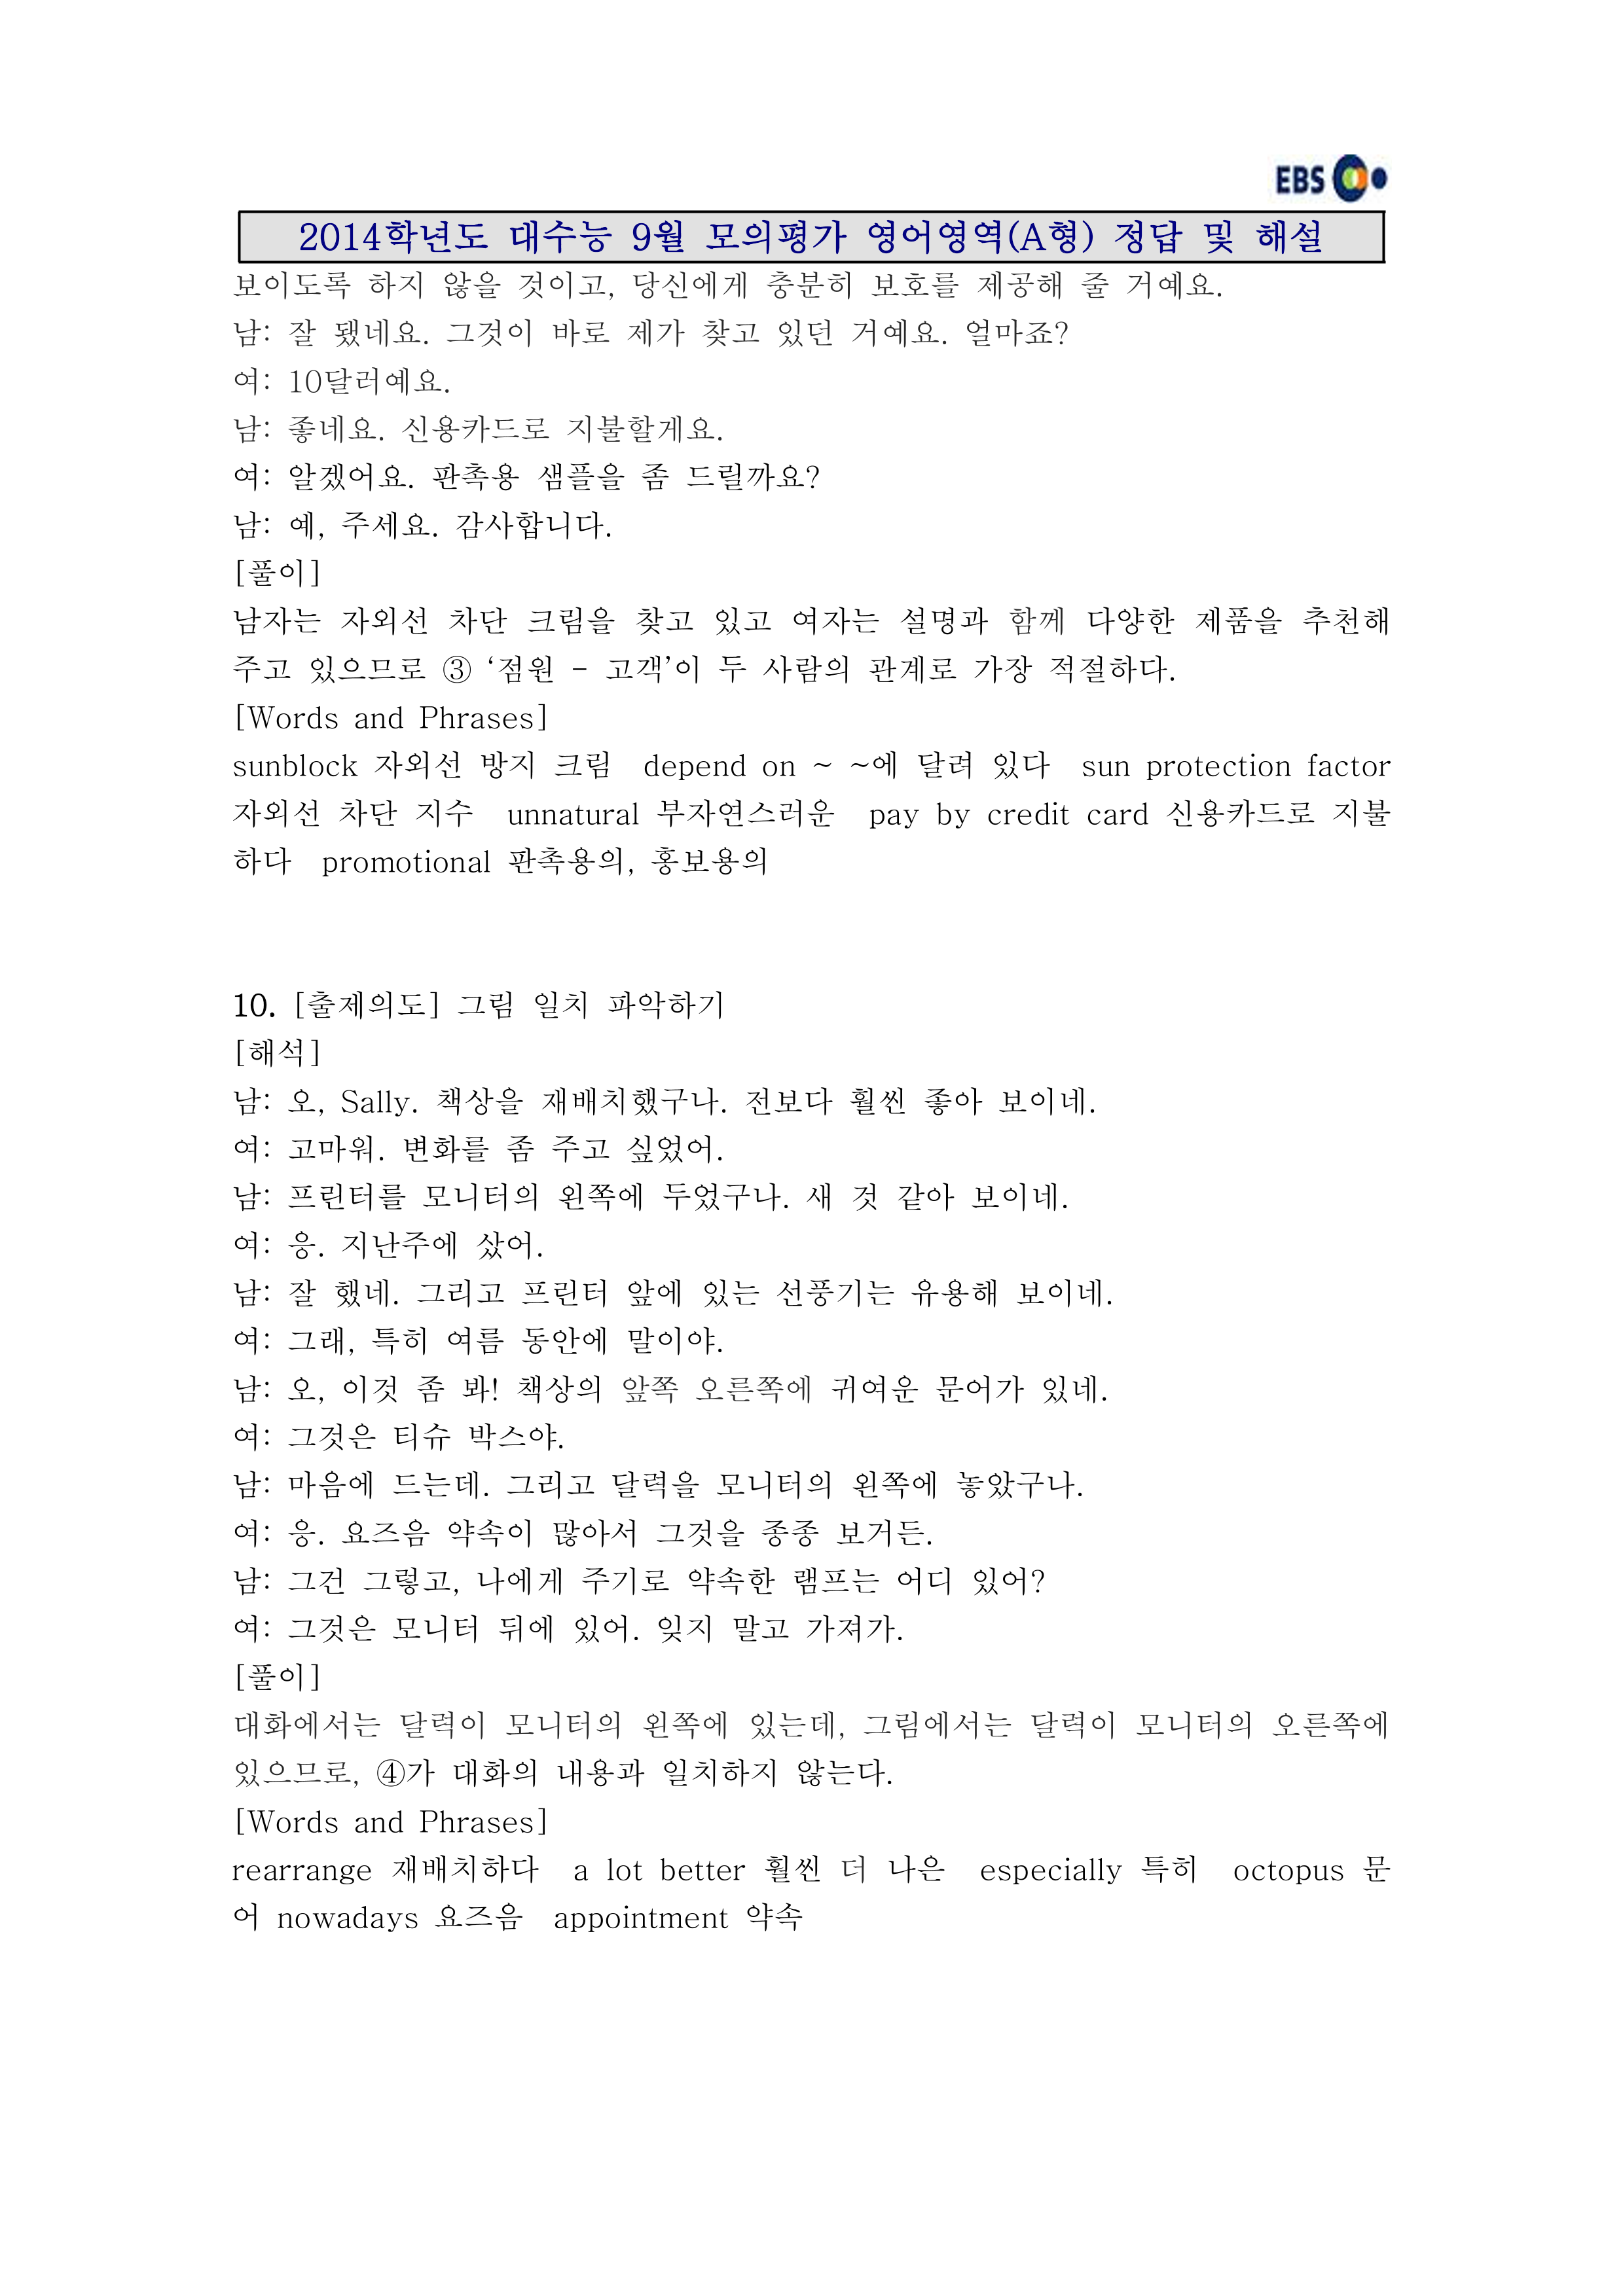 EBS
2014학년도 대수능 9월 모의평가 영어영역(A형) 정답 및 해설
보이도록 하지 않을 것이고, 당신에게 충분히 보호를 제공해 줄 거예요.
남: 잘 됐네요. 그것이 바로 제가 찾고 있던 거예요. 얼마죠?
여: 10달러예요.
남: 좋네요. 신용카드로 지불할게요.
여: 알겠어요. 판촉용 샘플을 좀 드릴까요?
남: 예, 주세요. 감사합니다.
[풀이]
남자는 자외선 차단 크림을 찾고 있고 여자는 설명과 함께 다양한 제품을 추천해
주고 있으므로 ③ ‘점원 - 고객’이 두 사람의 관계로 가장 적절하다.
[Words and Phrases]
sunblock 자외선 방지 크림 depend on ~ ~에 달려 있다 sun protection factor
자외선 차단 지수 unnatural 부자연스러운 pay by credit card 신용카드로 지불
하다 promotional 판촉용의, 홍보용의
10. [출제의도] 그림 일치 파악하기
[해석]
남: 오, Sally. 책상을 재배치했구나. 전보다 훨씬 좋아 보이네.
여: 고마워. 변화를 좀 주고 싶었어.
남: 프린터를 모니터의 왼쪽에 두었구나. 새 것 같아 보이네.
여: 응. 지난주에 샀어.
남: 잘 했네. 그리고 프린터 앞에 있는 선풍기는 유용해 보이네.
여: 그래, 특히 여름 동안에 말이야.
남: 오, 이것 좀 봐! 책상의 앞쪽 오른쪽에 귀여운 문어가 있네.
여: 그것은 티슈 박스야.
남: 마음에 드는데. 그리고 달력을 모니터의 왼쪽에 놓았구나.
여: 응. 요즈음 약속이 많아서 그것을 종종 보거든.
남: 그건 그렇고, 나에게 주기로 약속한 램프는 어디 있어?
여: 그것은 모니터 뒤에 있어. 잊지 말고 가져가.
[풀이]
대화에서는 달력이 모니터의 왼쪽에 있는데, 그림에서는 달력이 모니터의 오른쪽에
있으므로, ④가 대화의 내용과 일치하지 않는다.
[Words and Phrases]
rearrange 재배치하다 a lot better 훨씬 더 나은 especially 특히 octopus 문
어 nowadays 요즈음 appointment 약속